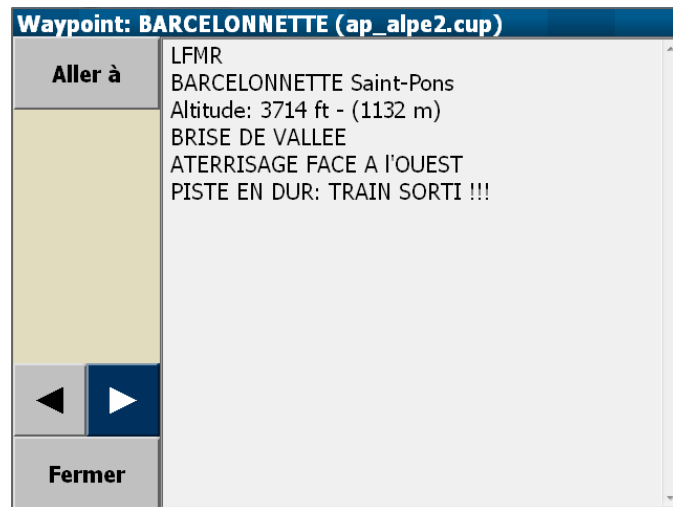 Waypoint: BARCELONNETTE (ap_alpe2.cup)
Aller à
LFMR
BARCELONNETTE Saint-Pons
Altitude: 3714 ft - (1132 m)
BRISE DE VALLEE
ATERRISAGE FACE A l'OUEST
PISTE EN DUR: TRAIN SORTI !!!
Fermer